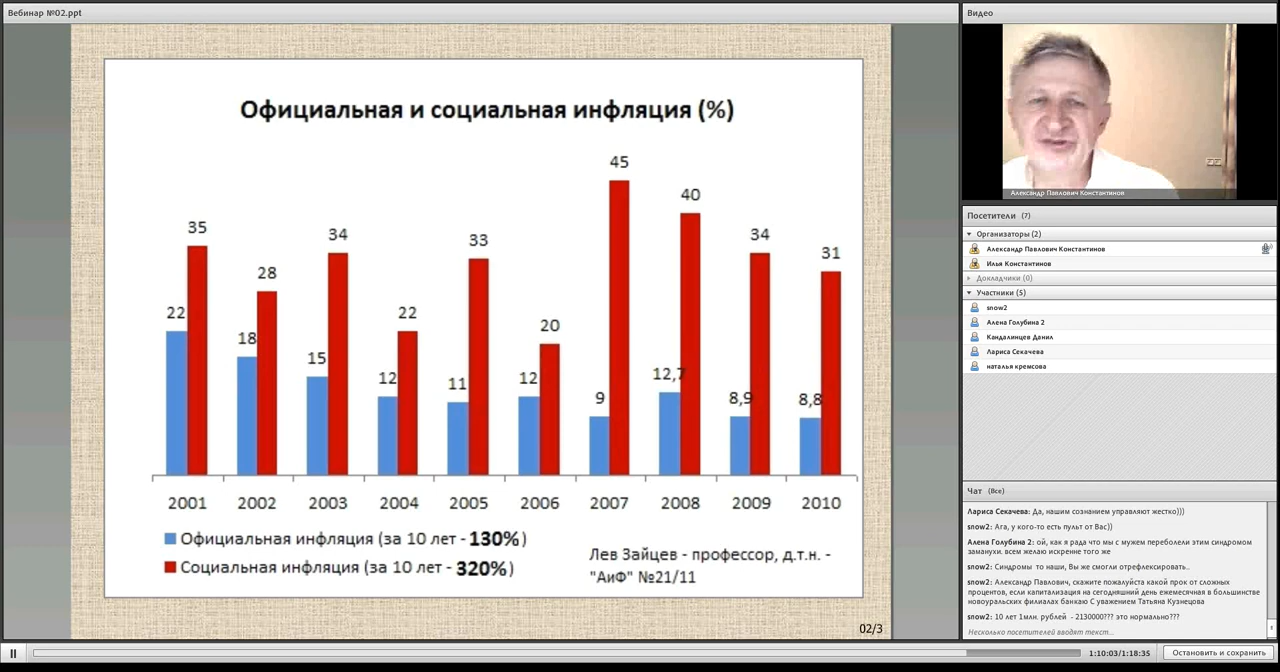 Вебинар №02.ppt
Официальная и социальная инфляция (%)
22 35 18 28 15 34 12 22 11 33 12 20 9 45 12,7 40 8,9 34 8,8 31
2001 2002 2003 2004 2005 2006 2007 2008 2009 2010
Официальная инфляция (за 10 лет - 130%)
Социальная инфляция (за 10 лет - 320%)
Лев Зайцев - профессор, д.т.н. -
"АиФ" №21/11
02/3
Видео
Александр Павлович Константинов
Посетители (7)
Организаторы (2)
Александр Павлович Константинов
Илья Константинов
Докладчики (0)
Участники (5)
snow2
Алена Голубина 2
Кандалинцев Данил
Лариса Секачева
наталья кремсова
Чат (Все)
Лариса Секачева: Да, нашим сознанием управляют жестко)))
snow2: Ага, у кого-то есть пульт от Вас))
Алена Голубина 2: ой, как я рада что мы с мужем переболели этим синдромом
заманухи. всем желаю искренне того же
snow2: Синдромы то наши, Вы же смогли отрефлексировать..
snow2: Александр Павлович, скажите пожалуйста какой прок от сложных
процентов, если капитализация на сегодняшний день ежемесячная в большинстве
новоуральских филиалах банкаю С уважением Татьяна Кузнецова
snow2: 10 лет 1млн. рублей - 2130000??? это нормально???
Несколько посетителей вводят текст...
1:10:03/1:18:35
Остановить и сохранить